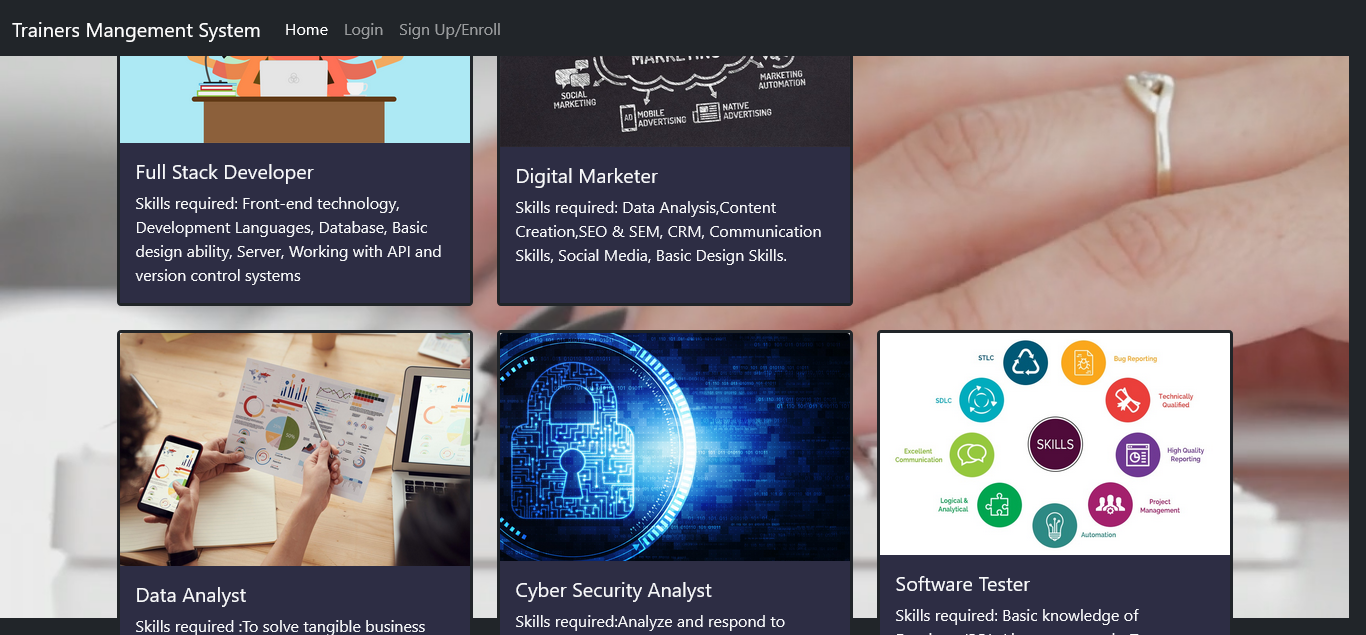 Trainers Mangement System Home Login Sign Up/Enroll
SOCIAL
MARKETING
MARKETING
AUTOMATION
AD MOBILE
ADVERTISING
NATIVE
ADVERTISING
Full Stack Developer
Skills required: Front-end technology,
Development Languages, Database, Basic
design ability, Server, Working with API and
version control systems
Digital Marketer
Skills required: Data Analysis,Content
Creation,SEO & SEM, CRM, Communication
Skills, Social Media, Basic Design Skills.
STLC
Bug Reporting
SDLC
Technically
Qualified
SKILLS
Excellent
Communication
High Quality
Reporting
Logical &
Analytical
Project
Management
Automation
Data Analyst
Skills required :To solve tangible business
Cyber Security Analyst
Skills required:Analyze and respond to
Software Tester
Skills required: Basic knowledge of